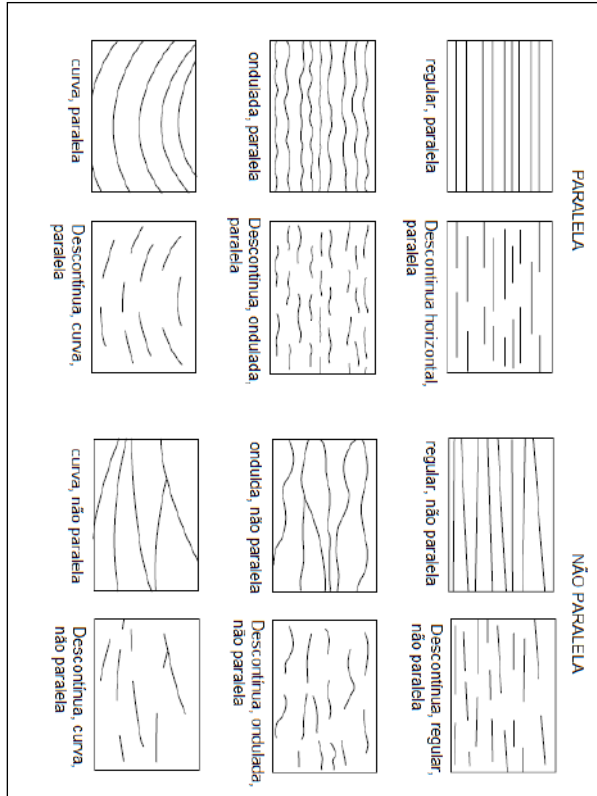 PARALELA
NÃO PARALELA
regular, paralela
Descontinua horizontal,
paralela
regular, não paralela
Descontínua, regular,
não paralela
ondulada, paralela
Descontínua, ondulada,
paralela
ondulda, não paralela
Descontínua, ondulada,
não paralela
curva, paralela
Descontínua, curva,
paralela
curva, não paralela
Descontínua, curva,
não paralela